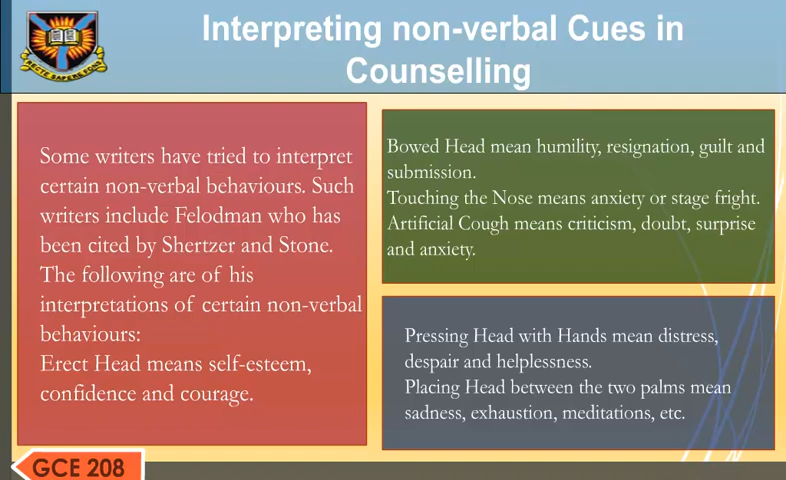 Interpreting non-verbal Cues in
Counselling
Some writers have tried to interpret
certain non-verbal behaviours. Such
writers include Felodman who has
been cited by Shertzer and Stone.
The following are of his
interpretations of certain non-verbal
behaviours:
Erect Head means self-esteem,
confidence and courage.
Bowed Head mean humility, resignation, guilt and
submission.
Touching the Nose means anxiety or stage fright.
Artificial Cough means criticism, doubt, surprise
and anxiety.
Pressing Head with Hands mean distress,
despair and helplessness.
Placing Head between the two palms mean
sadness, exhaustion, meditations, etc.
GCE 208